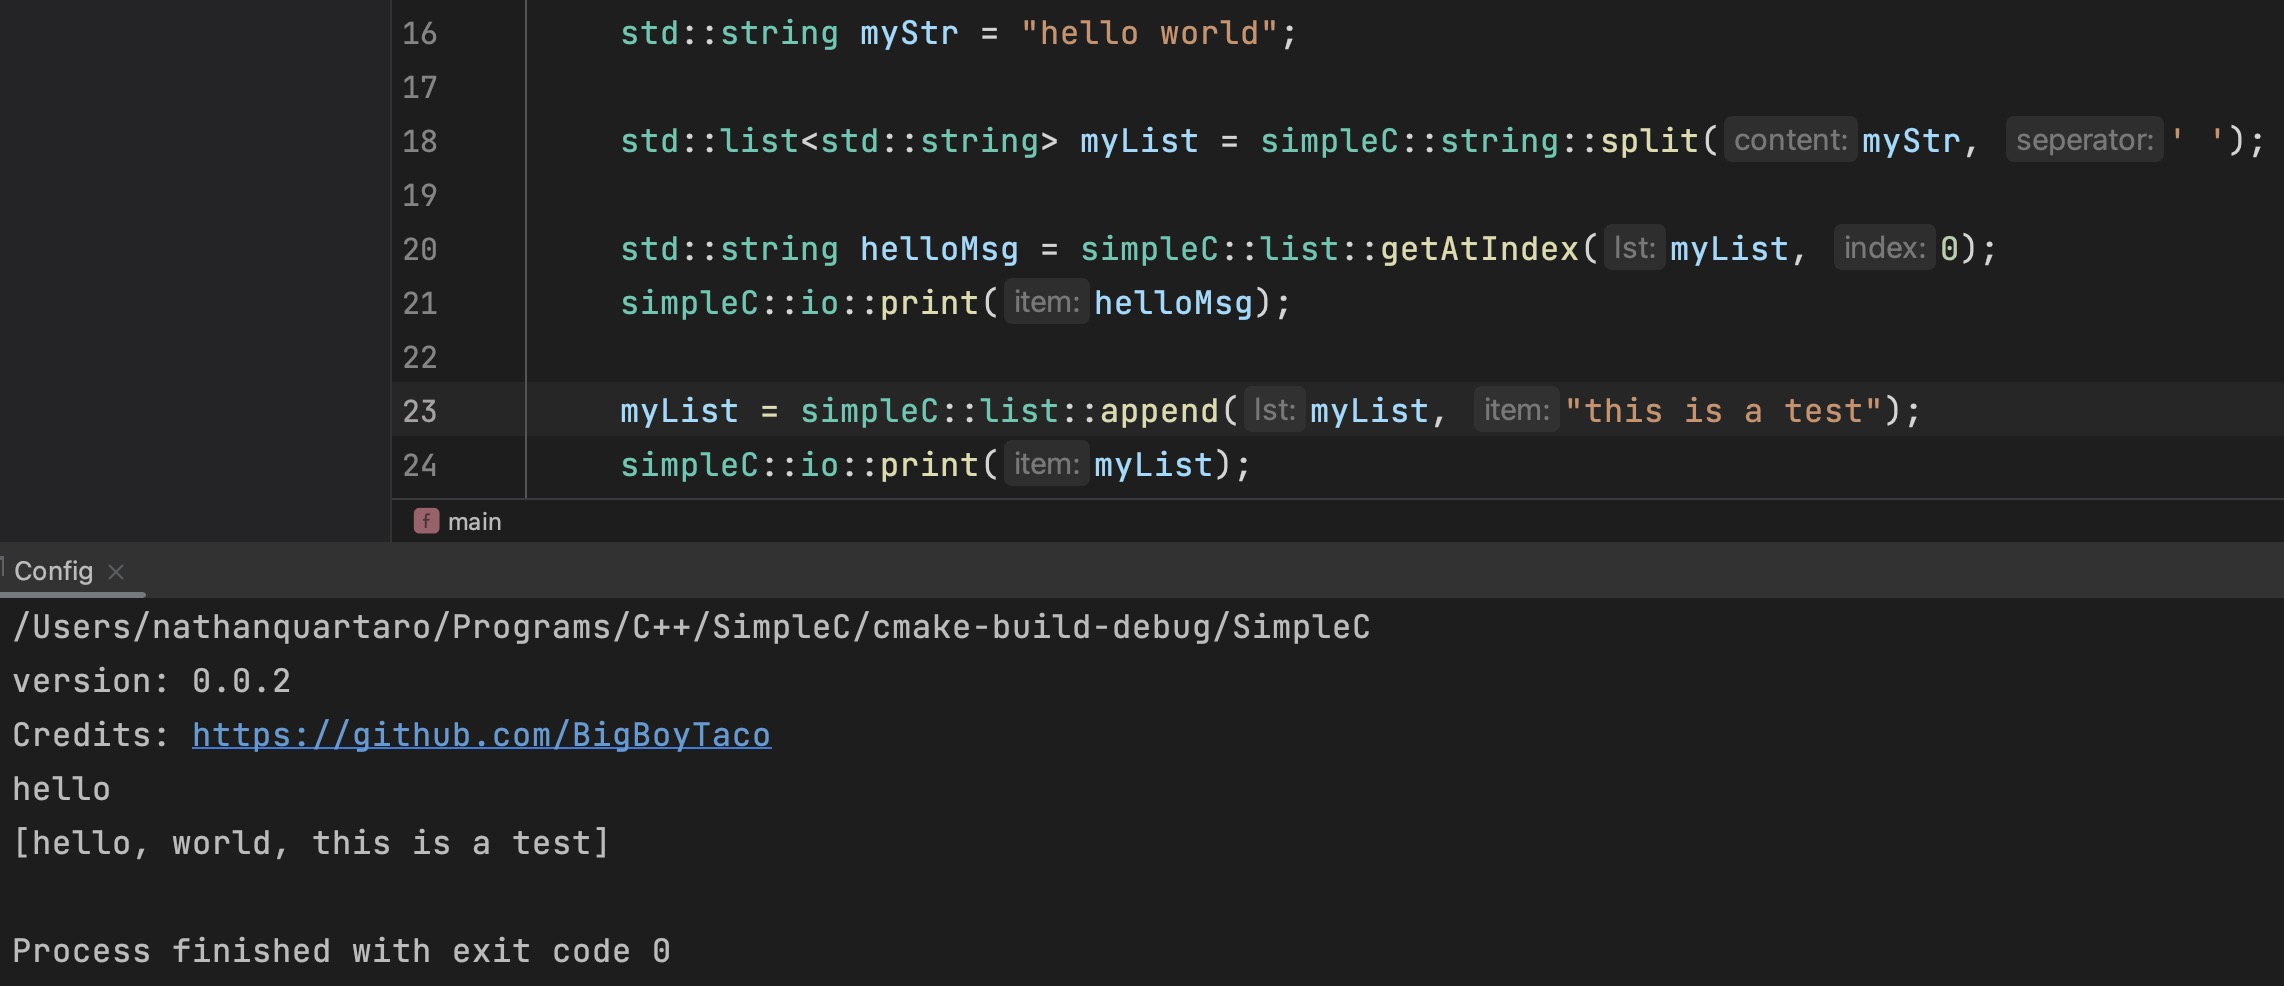 16 std::string myStr = "hello world";
17
18 std::list<std::string> myList = simpleC::string::split( content: myStr, seperator: ' ');
19
20 std::string helloMsg = simpleC::list::getAtIndex( lst: myList, index: 0);
21 simpleC::io::print( item: helloMsg);
22
23 myList = simpleC::list::append( lst: myList, item: "this is a test");
24 simpleC::io::print( item: myList);
f main
Config ×
/Users/nathanquartaro/Programs/C++/SimpleC/cmake-build-debug/SimpleC
version: 0.0.2
Credits: https://github.com/BigBoyTaco
hello
[hello, world, this is a test]
Process finished with exit code 0